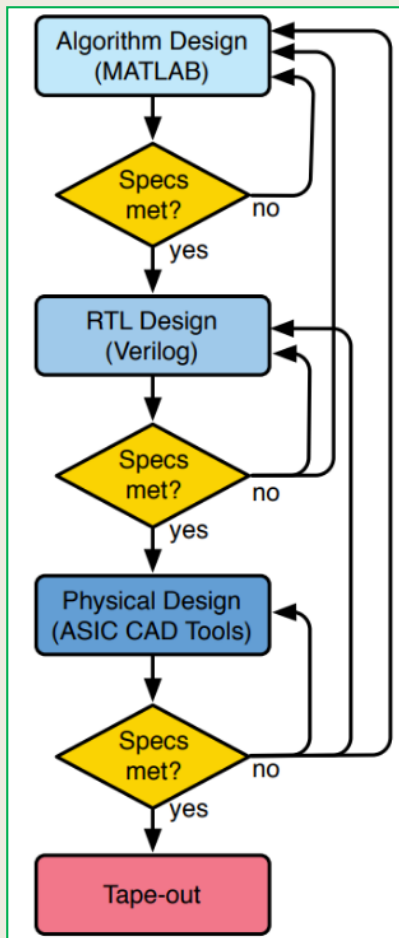 Algorithm Design
(MATLAB)
Specs
met?
no
yes
RTL Design
(Verilog)
Specs
met?
no
yes
Physical Design
(ASIC CAD Tools)
Specs
met?
no
yes
Tape-out